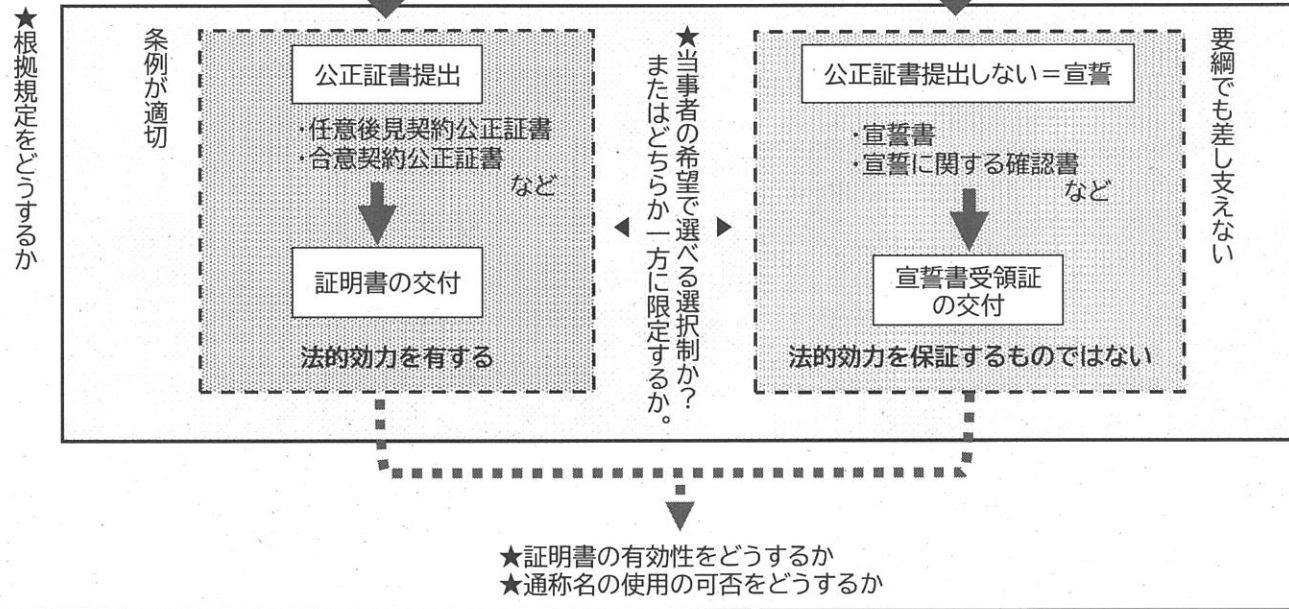 ★根拠規定をどうするか
条例が適切
公正証書提出
・任意後見契約公正証書
・合意契約公正証書
など
証明書の交付
法的効力を有する
★当事者の希望で選べる選択制か?
またはどちらか一方に限定するか。
公正証書提出しない=宣誓
・宣誓書
・宣誓に関する確認書
など
宣誓書受領証
の交付
法的効力を保証するものではない
要綱でも差し支えない
★証明書の有効性をどうするか
★通称名の使用の可否をどうするか